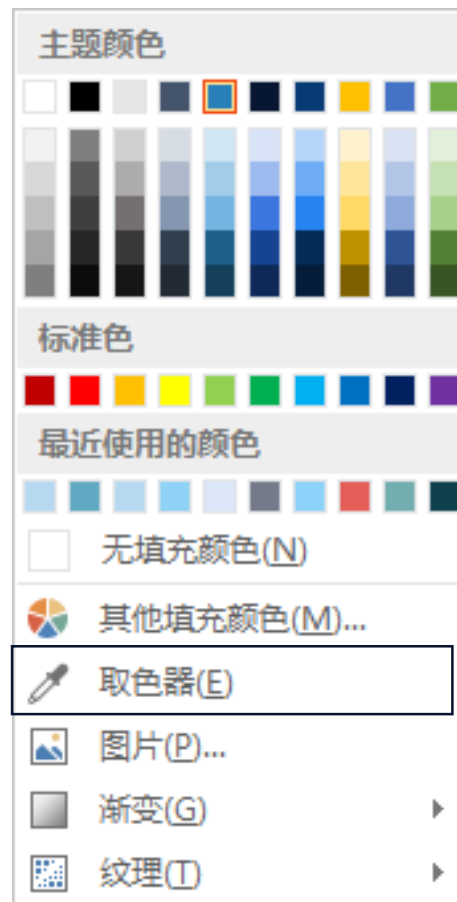 主题颜色
标准色
最近使用的颜色
无填充颜色(N)
其他填充颜色(M)...
取色器(E)
图片(P)...
渐变(G)
纹理(T)